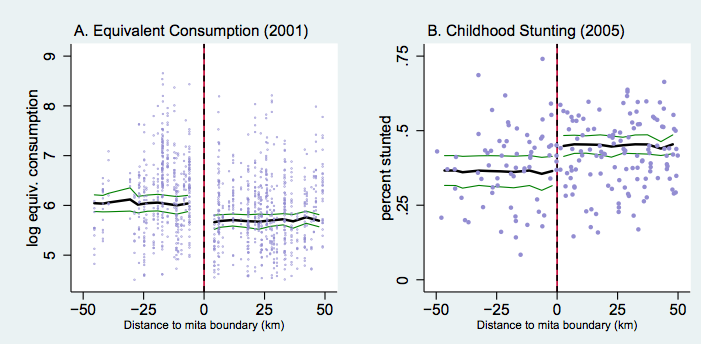 A. Equivalent Consumption (2001)
log equiv. consumption
9
8
7
6
5
−50 −25 0 25 50
Distance to mita boundary (km)
B. Childhood Stunting (2005)
percent stunted
.75
.5
.25
0
−50 −25 0 25 50
Distance to mita boundary (km)